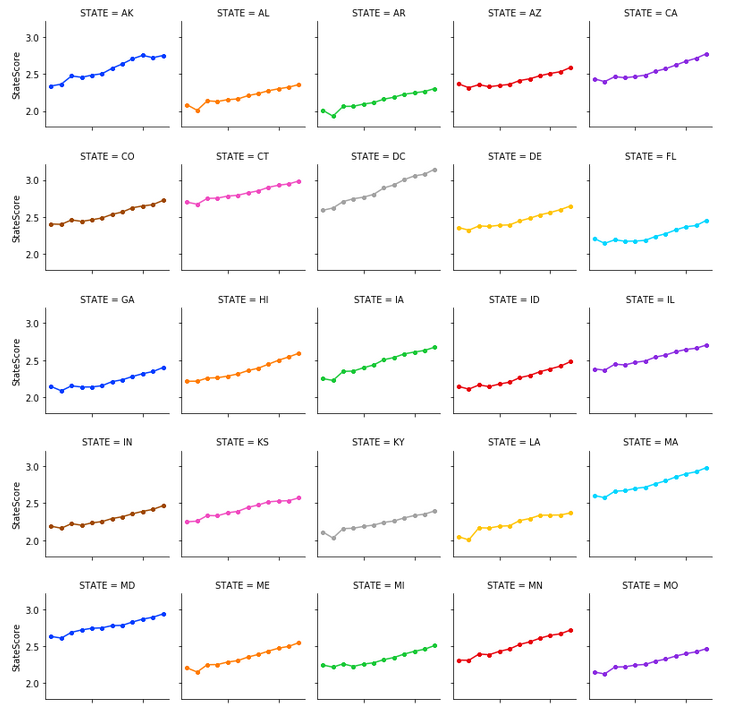 STATE = AK STATE = AL STATE = AR STATE = AZ STATE = CA
3.0
2.5
2.0
StateScore
STATE = CO STATE = CT STATE = DC STATE = DE STATE = FL
3.0
2.5
2.0
StateScore
STATE = GA STATE = HI STATE = IA STATE = ID STATE = IL
3.0
2.5
2.0
StateScore
STATE = IN STATE = KS STATE = KY STATE = LA STATE = MA
3.0
2.5
2.0
StateScore
STATE = MD STATE = ME STATE = MI STATE = MN STATE = MO
3.0
2.5
2.0
StateScore